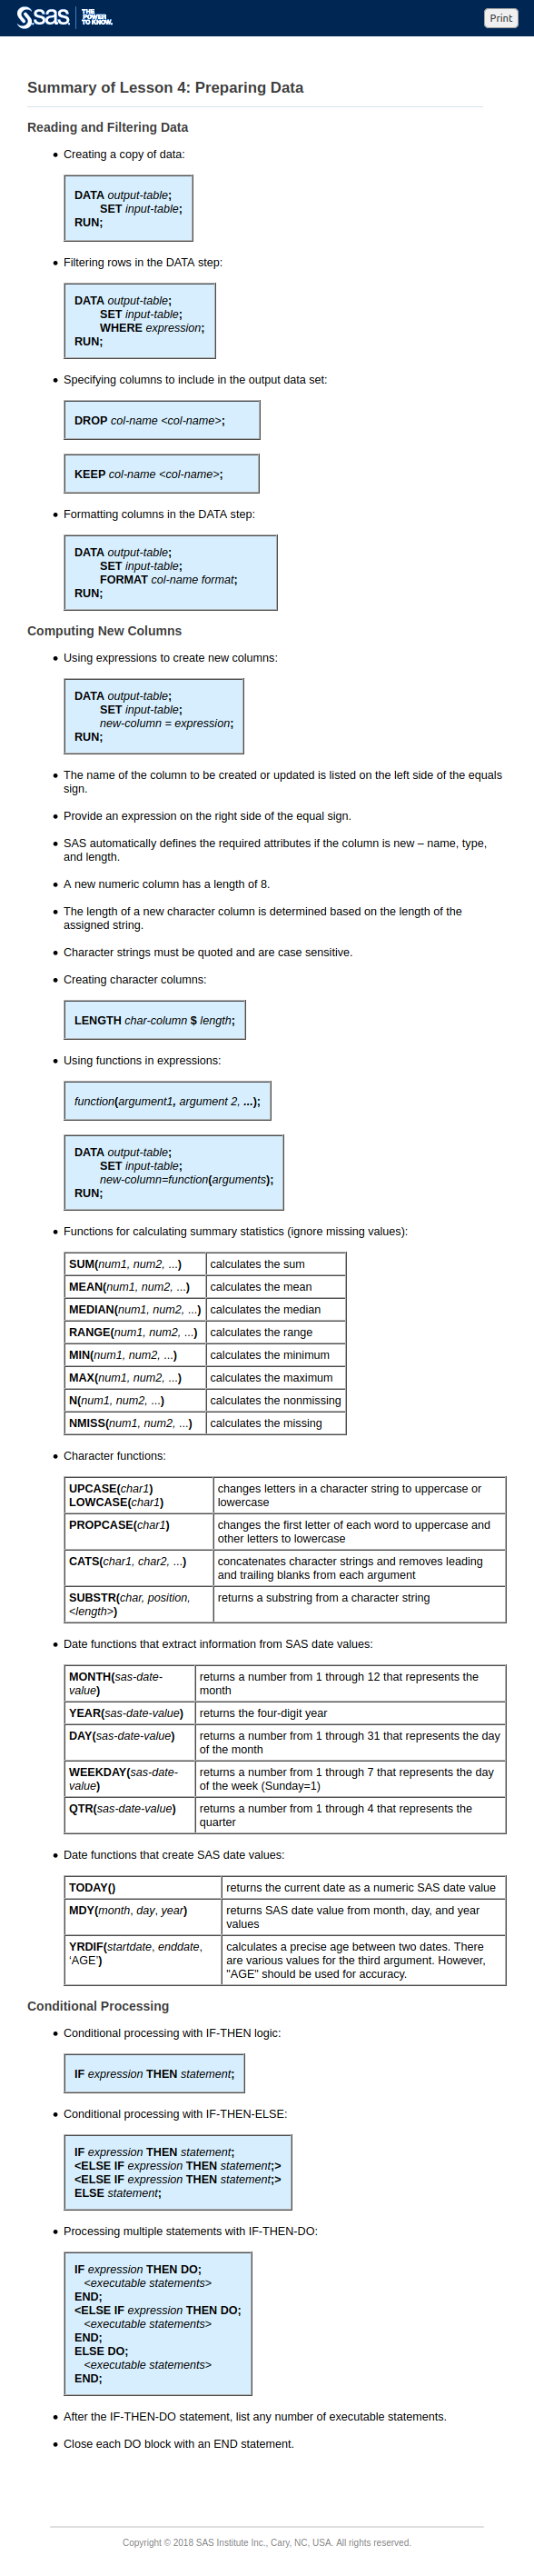 sas THE POWER TO KNOW.
Print
Summary of Lesson 4: Preparing Data
Reading and Filtering Data
• Creating a copy of data:
DATA output-table;
SET input-table;
RUN;
• Filtering rows in the DATA step:
DATA output-table;
SET input-table;
WHERE expression;
RUN;
• Specifying columns to include in the output data set:
DROP col-name <col-name>;
KEEP col-name <col-name>;
• Formatting columns in the DATA step:
DATA output-table;
SET input-table;
FORMAT col-name format;
RUN;
Computing New Columns
• Using expressions to create new columns:
DATA output-table;
SET input-table;
new-column = expression;
RUN;
• The name of the column to be created or updated is listed on the left side of the equals
sign.
• Provide an expression on the right side of the equal sign.
• SAS automatically defines the required attributes if the column is new – name, type,
and length.
• A new numeric column has a length of 8.
• The length of a new character column is determined based on the length of the
assigned string.
• Character strings must be quoted and are case sensitive.
• Creating character columns:
LENGTH char-column $ length;
• Using functions in expressions:
function(argument1, argument 2, ...);
DATA output-table;
SET input-table;
new-column=function(arguments);
RUN;
• Functions for calculating summary statistics (ignore missing values):
SUM(num1, num2, ...) calculates the sum
MEAN(num1, num2, ...) calculates the mean
MEDIAN(num1, num2, ...) calculates the median
RANGE(num1, num2, ...) calculates the range
MIN(num1, num2, ...) calculates the minimum
MAX(num1, num2, ...) calculates the maximum
N(num1, num2, ...) calculates the nonmissing
NMISS(num1, num2, ...) calculates the missing
• Character functions:
UPCASE(char1) changes letters in a character string to uppercase or
LOWCASE(char1) lowercase
PROPCASE(char1) changes the first letter of each word to uppercase and
other letters to lowercase
CATS(char1, char2, ...) concatenates character strings and removes leading
and trailing blanks from each argument
SUBSTR(char, position, returns a substring from a character string
<length>)
• Date functions that extract information from SAS date values:
MONTH(sas-date- returns a number from 1 through 12 that represents the
value) month
YEAR(sas-date-value) returns the four-digit year
DAY(sas-date-value) returns a number from 1 through 31 that represents the day
of the month
WEEKDAY(sas-date- returns a number from 1 through 7 that represents the day
value) of the week (Sunday=1)
QTR(sas-date-value) returns a number from 1 through 4 that represents the
quarter
• Date functions that create SAS date values:
TODAY() returns the current date as a numeric SAS date value
MDY(month, day, year) returns SAS date value from month, day, and year
values
YRDIF(startdate, enddate, calculates a precise age between two dates. There
‘AGE’) are various values for the third argument. However,
"AGE" should be used for accuracy.
Conditional Processing
• Conditional processing with IF-THEN logic:
IF expression THEN statement;
• Conditional processing with IF-THEN-ELSE:
IF expression THEN statement;
<ELSE IF expression THEN statement;>
<ELSE IF expression THEN statement;>
ELSE statement;
• Processing multiple statements with IF-THEN-DO:
IF expression THEN DO;
<executable statements>
END;
<ELSE IF expression THEN DO;
<executable statements>
END;
ELSE DO;
<executable statements>
END;
• After the IF-THEN-DO statement, list any number of executable statements.
• Close each DO block with an END statement.
Copyright © 2018 SAS Institute Inc., Cary, NC, USA. All rights reserved.